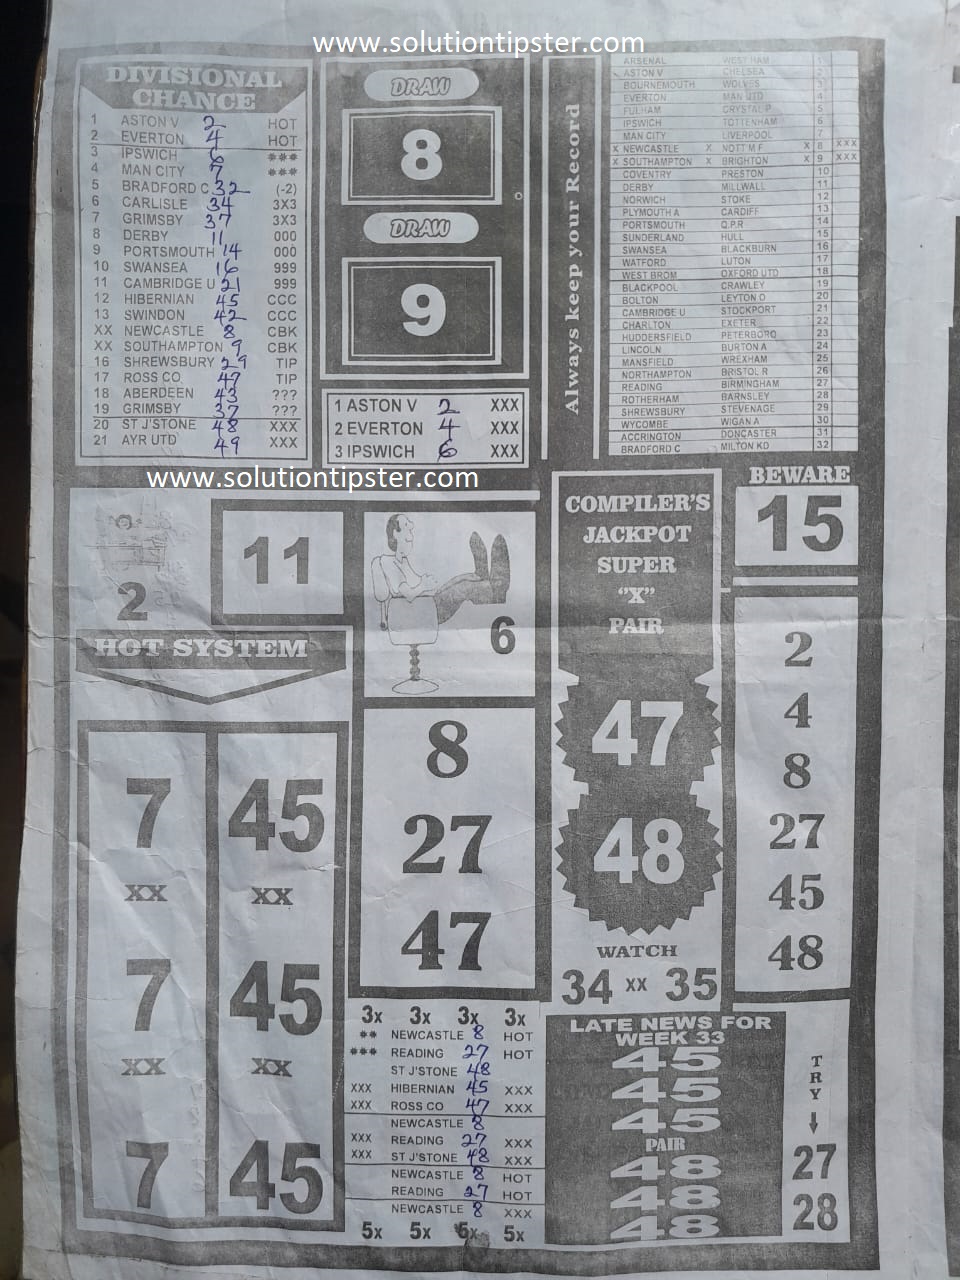 www.solutiontipster.com
DIVISIONAL
CHANCE
1 ASTON V 2 HOT
2 EVERTON 4 HOT
3 IPSWICH 6 ***
4 MAN CITY 7 ***
5 BRADFORD C 32 (-2)
6 CARLISLE 34 3X3
7 GRIMSBY 37 3X3
8 DERBY 11 000
9 PORTSMOUTH 14 000
10 SWANSEA 16 999
11 CAMBRIDGE U 21 999
12 HIBERNIAN 45 CCC
13 SWINDON 42 CCC
XX NEWCASTLE 8 CBK
XX SOUTHAMPTON 9 CBK
16 SHREWSBURY 29 TIP
17 ROSS CO 47 TIP
18 ABERDEEN 43 ???
19 GRIMSBY 37 ???
20 ST J'STONE 48 XXX
21 AYR UTD 49 XXX
DRAW
8
DRAW
9
1 ASTON V 2 XXX
2 EVERTON 4 XXX
3 IPSWICH 6 XXX
Always keep your Record
ARSENAL WEST HAM 1
ASTON V CHELSEA 2
BOURNEMOUTH WOLVES 3
EVERTON MAN UTD 4
FULHAM CRYSTAL P 5
IPSWICH TOTTENHAM 6
MAN CITY LIVERPOOL 7
X NEWCASTLE X NOTT'M F X 8 XXX
X SOUTHAMPTON X BRIGHTON X 9 XXX
COVENTRY PRESTON 10
DERBY MILLWALL 11
NORWICH STOKE 12
PLYMOUTH A CARDIFF 13
PORTSMOUTH Q.P.R 14
SUNDERLAND HULL 15
SWANSEA BLACKBURN 16
WATFORD LUTON 17
WEST BROM OXFORD UTD 18
BLACKPOOL CRAWLEY 19
BOLTON LEYTON O 20
CAMBRIDGE U STOCKPORT 21
CHARLTON EXETER 22
HUDDERSFIELD PETERBORO 23
LINCOLN BURTON A 24
MANSFIELD WREXHAM 25
NORTHAMPTON BRISTOL R 26
READING BIRMINGHAM 27
ROTHERHAM BARNSLEY 28
SHREWSBURY STEVENAGE 29
WYCOMBE WIGAN A 30
ACCRINGTON DONCASTER 31
BRADFORD C MILTON KD 32
www.solutiontipster.com
2
11
6
HOT SYSTEM
7 45
XX XX
7 45
XX XX
7 45
8
27
47
3x 3x 3x 3x
** NEWCASTLE 8 HOT
*** READING 27 HOT
ST J'STONE 48
XXX HIBERNIAN 45 XXX
XXX ROSS CO 47 XXX
NEWCASTLE 8
XXX READING 27 XXX
XXX ST J'STONE 48 XXX
NEWCASTLE 8 HOT
READING 27 HOT
NEWCASTLE 8 XXX
5x 5x 5x
COMPILER'S
JACKPOT
SUPER
"X"
PAIR
47
48
WATCH
34 xx 35
BEWARE
15
2
4
8
27
45
48
LATE NEWS FOR
WEEK 33
45
45
45
PAIR
48
48
48
TRY
27
28